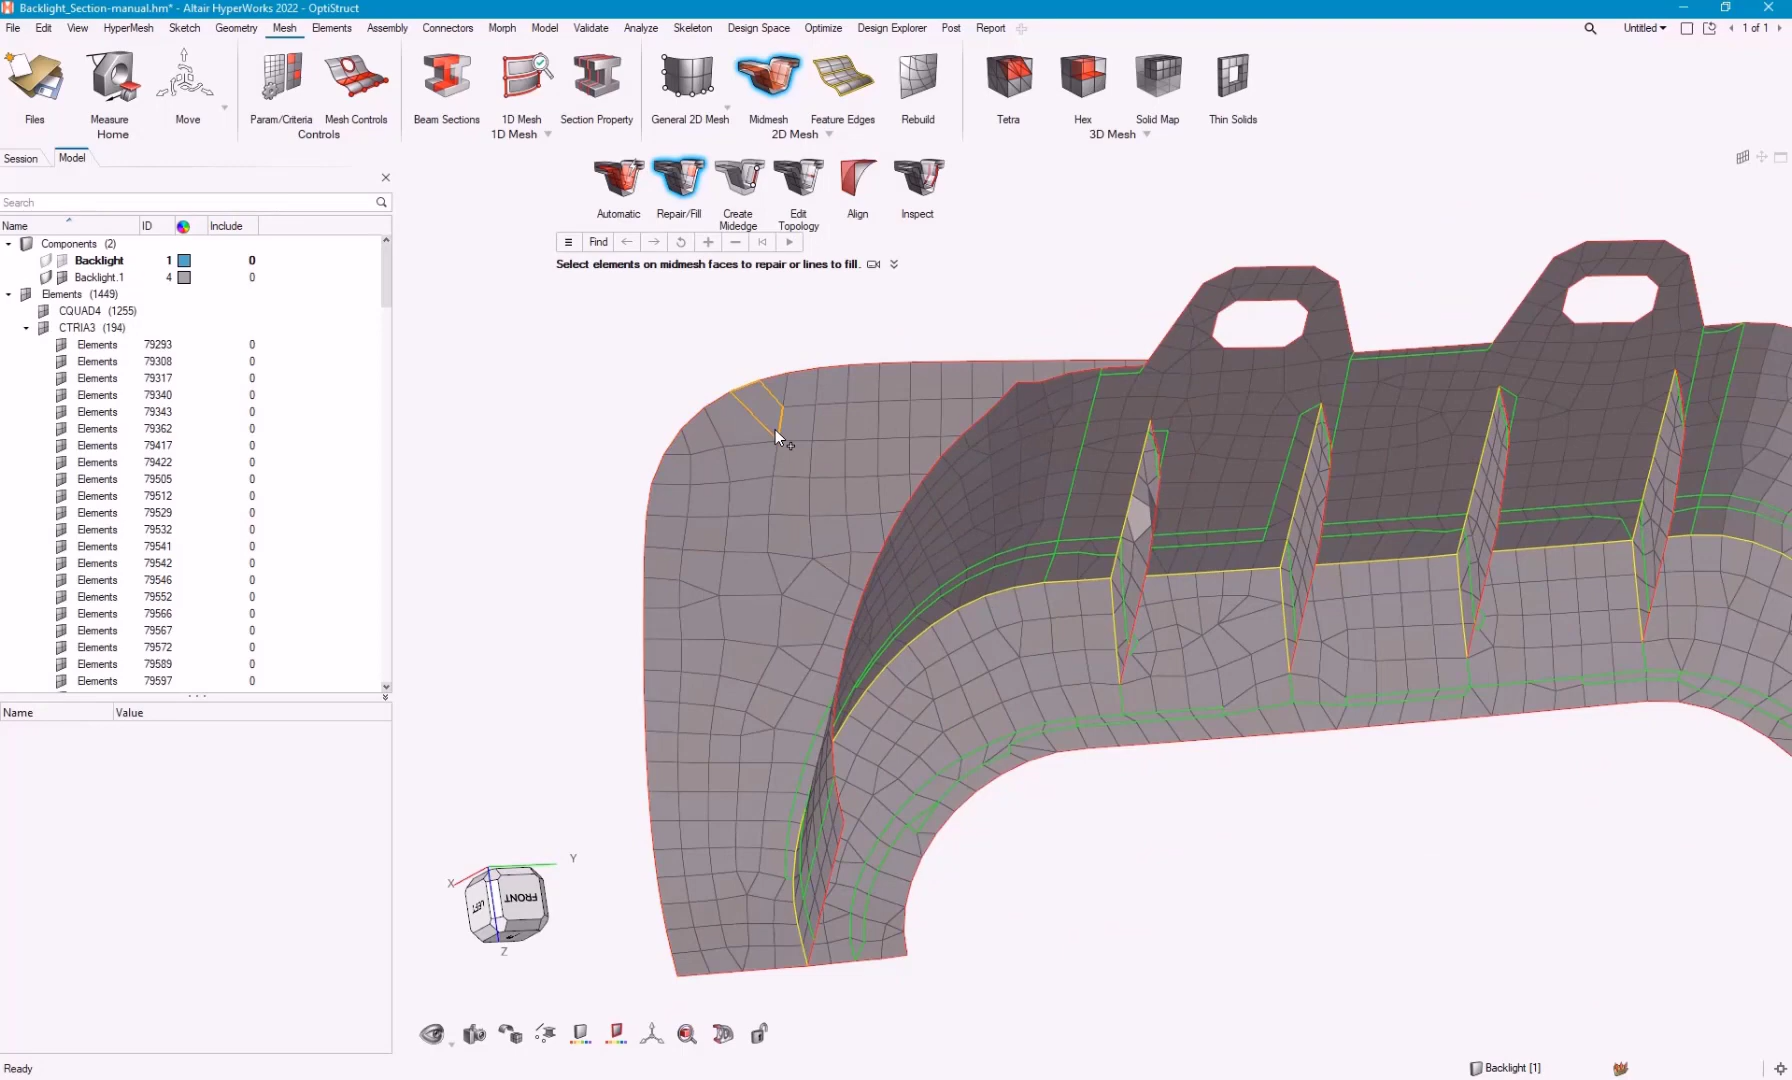 Backlight_Section-manual.hm* - Altair HyperWorks 2022 - OptiStruct
File Edit View HyperMesh Sketch Geometry Mesh Elements Assembly Connectors Morph Model Validate Analyze Skeleton Design Space Optimize Design Explorer Post Report Untitled 1 of 1
Files Measure Move Param/Criteria Mesh Controls Beam Sections 1D Mesh Section Property General 2D Mesh Midmesh Feature Edges Rebuild Tetra Hex Solid Map Thin Solids
Home Controls 1D Mesh 2D Mesh 3D Mesh
Session Model
Automatic Repair/Fill Create Midedge Edit Topology Align Inspect
Search
Find
Name ID Include
Select elements on midmesh faces to repair or lines to fill.
Components (2)
Backlight 1 0
Backlight.1 4 0
Elements (1449)
CQUAD4 (1255)
CTRIA3 (194)
Elements 79293 0
Elements 79308 0
Elements 79317 0
Elements 79340 0
Elements 79343 0
Elements 79362 0
Elements 79417 0
Elements 79422 0
Elements 79505 0
Elements 79512 0
Elements 79529 0
Elements 79532 0
Elements 79541 0
Elements 79542 0
Elements 79546 0
Elements 79552 0
Elements 79566 0
Elements 79567 0
Elements 79572 0
Elements 79589 0
Elements 79597 0
Name Value
X Y
LEFT FRONT
Z
Ready Backlight [1]